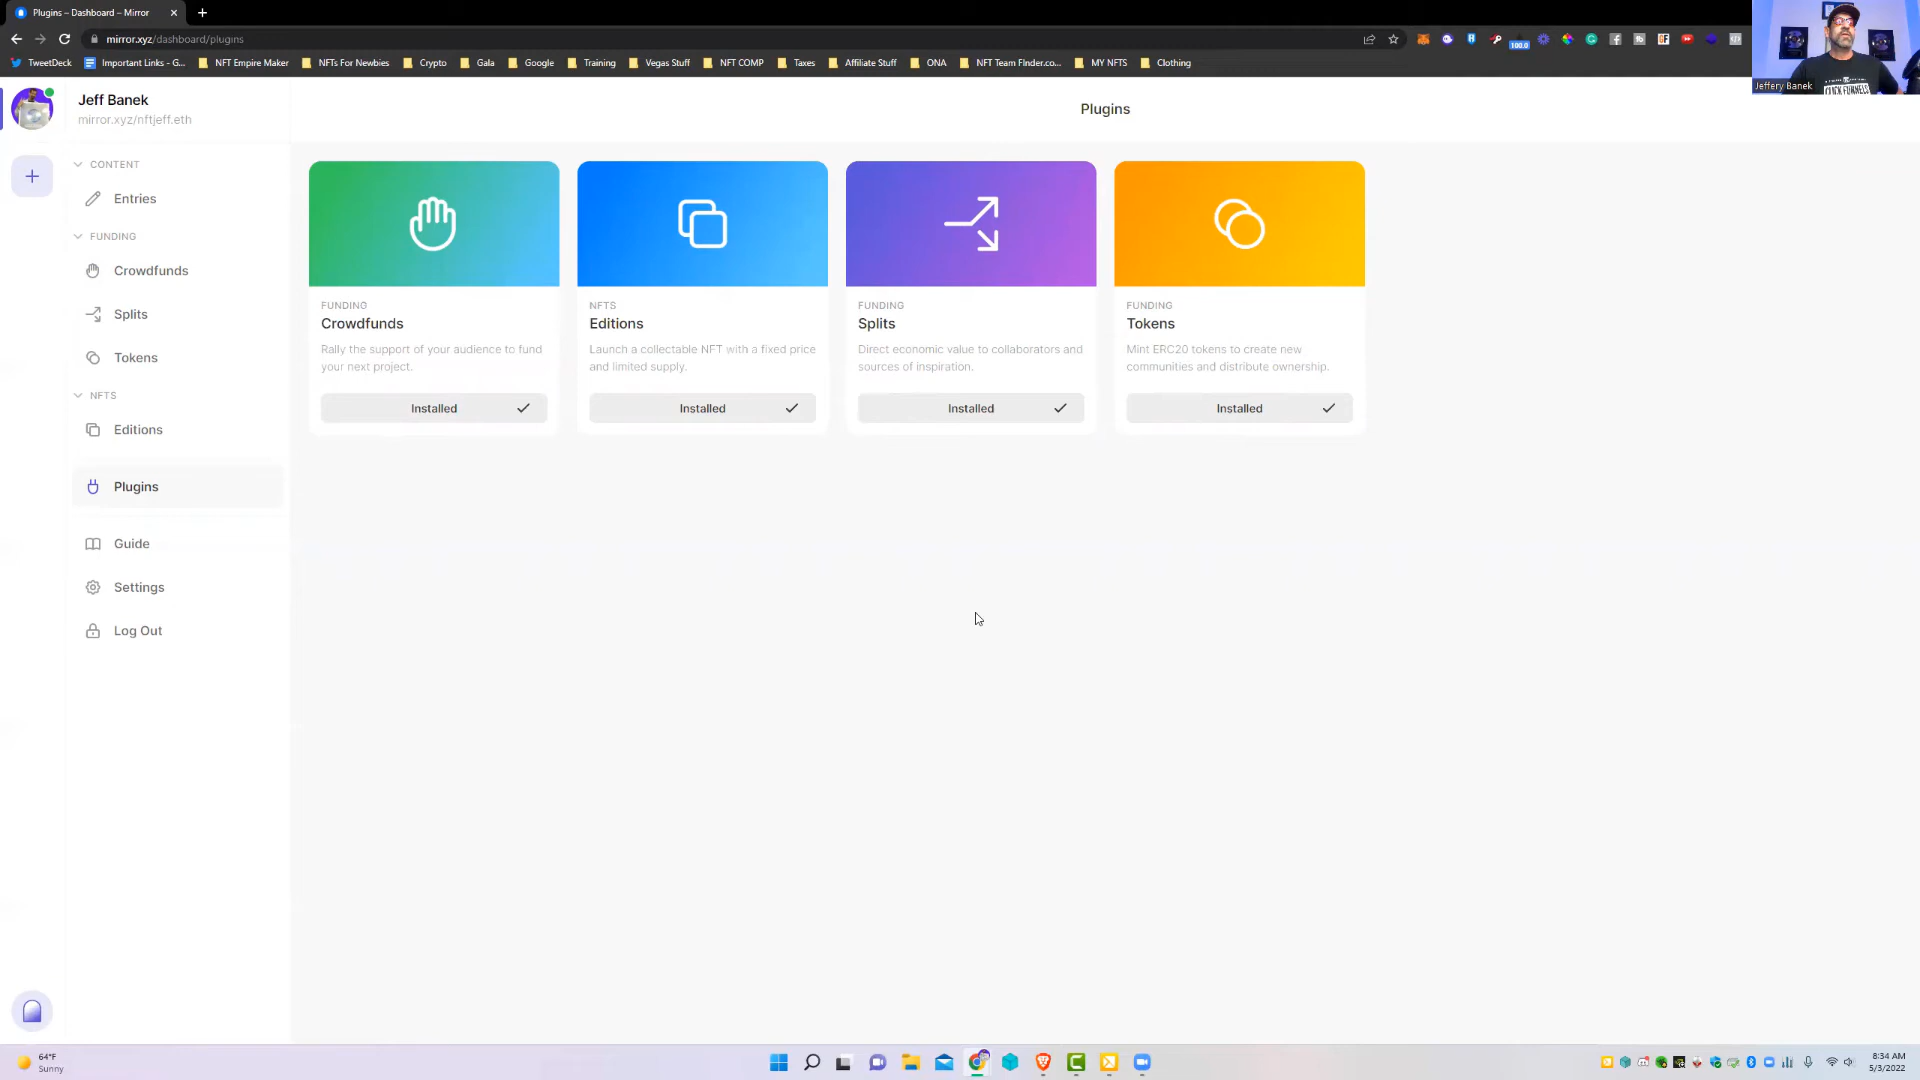 Plugins – Dashboard – Mirror
mirror.xyz/dashboard/plugins
TweetDeck
Important Links - G...
NFT Empire Maker
NFTs For Newbies
Crypto
Gala
Google
Training
Vegas Stuff
NFT COMP
Taxes
Affiliate Stuff
ONA
NFT Team FInder.co...
MY NFTS
Clothing
100.0
Jeffery Banek
CLICK FUNNELS
Jeff Banek
mirror.xyz/nftjeff.eth
Plugins
CONTENT
Entries
FUNDING
Crowdfunds
Splits
Tokens
NFTS
Editions
Plugins
Guide
Settings
Log Out
FUNDING
Crowdfunds
Rally the support of your audience to fund
your next project.
Installed
NFTS
Editions
Launch a collectable NFT with a fixed price
and limited supply.
Installed
FUNDING
Splits
Direct economic value to collaborators and
sources of inspiration.
Installed
FUNDING
Tokens
Mint ERC20 tokens to create new
communities and distribute ownership.
Installed
64°F
Sunny
8:34 AM
5/3/2022